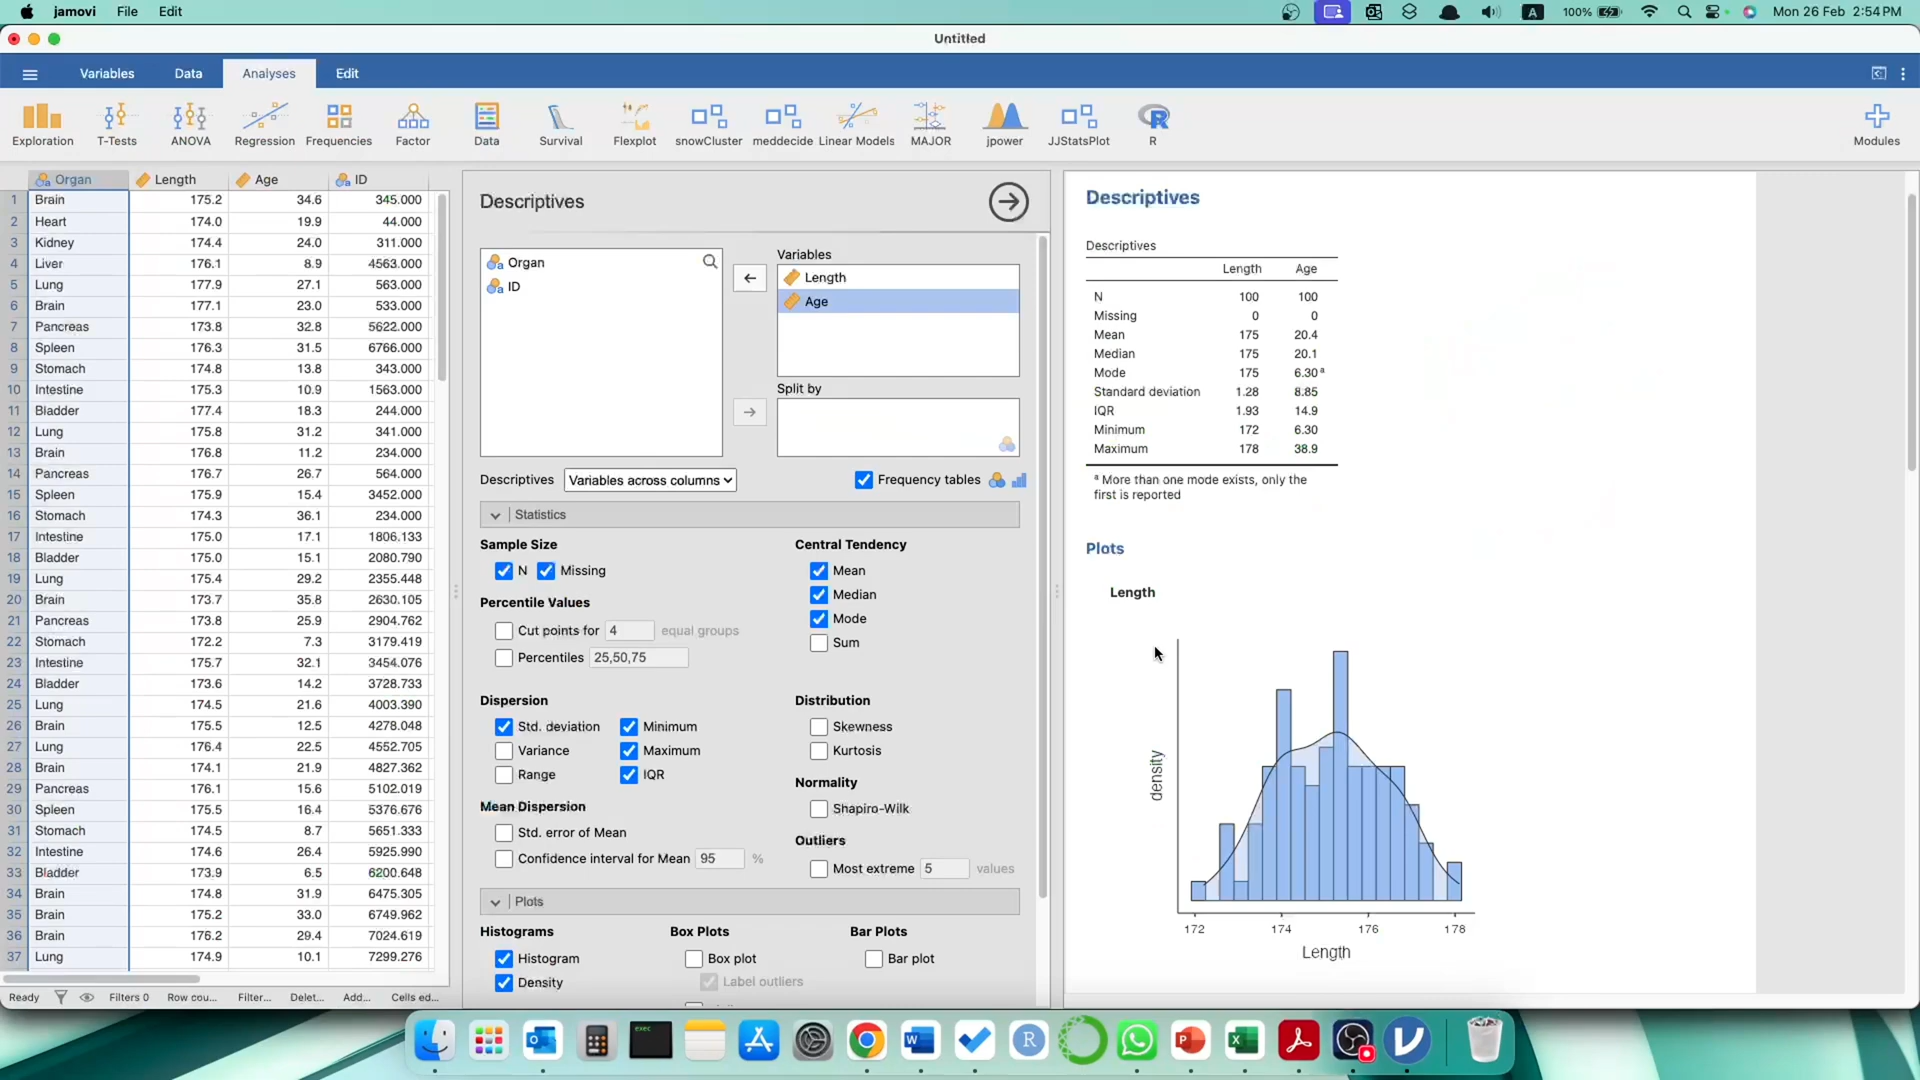 jamovi File Edit 100% Mon 26 Feb 2:54 PM
Untitled
Variables Data Analyses Edit
Exploration T-Tests ANOVA Regression Frequencies Factor Data Survival Flexplot snowCluster meddecide Linear Models MAJOR jpower JJStatsPlot R Modules
Organ Length Age ID
1 Brain 175.2 34.6 345.000
2 Heart 174.0 19.9 44.000
3 Kidney 174.4 24.0 311.000
4 Liver 176.1 8.9 4563.000
5 Lung 177.9 27.1 563.000
6 Brain 177.1 23.0 533.000
7 Pancreas 173.8 32.8 5622.000
8 Spleen 176.3 31.5 6766.000
9 Stomach 174.8 13.8 343.000
10 Intestine 175.3 10.9 1563.000
11 Bladder 177.4 18.3 244.000
12 Lung 175.8 31.2 341.000
13 Brain 176.8 11.2 234.000
14 Pancreas 176.7 26.7 564.000
15 Spleen 175.9 15.4 3452.000
16 Stomach 174.3 36.1 234.000
17 Intestine 175.0 17.1 1806.133
18 Bladder 175.0 15.1 2080.790
19 Lung 175.4 29.2 2355.448
20 Brain 173.7 35.8 2630.105
21 Pancreas 173.8 25.9 2904.762
22 Stomach 172.2 7.3 3179.419
23 Intestine 175.7 32.1 3454.076
24 Bladder 173.6 14.2 3728.733
25 Lung 174.5 21.6 4003.390
26 Brain 175.5 12.5 4278.048
27 Lung 176.4 22.5 4552.705
28 Brain 174.1 21.9 4827.362
29 Pancreas 176.1 15.6 5102.019
30 Spleen 175.5 16.4 5376.676
31 Stomach 174.5 8.7 5651.333
32 Intestine 174.6 26.4 5925.990
33 Bladder 173.9 6.5 6200.648
34 Brain 174.8 31.9 6475.305
35 Brain 175.2 33.0 6749.962
36 Brain 176.2 29.4 7024.619
37 Lung 174.9 10.1 7299.276
Ready Filters 0 Row cou... Filter... Delet... Add... Cells ed...
Descriptives
Organ
ID
Variables
Length
Age
Split by
Descriptives Variables across columns Frequency tables
Statistics
Sample Size
N Missing
Percentile Values
Cut points for 4 equal groups
Percentiles 25,50,75
Central Tendency
Mean
Median
Mode
Sum
Dispersion
Std. deviation Minimum
Variance Maximum
Range IQR
Distribution
Skewness
Kurtosis
Mean Dispersion
Std. error of Mean
Confidence interval for Mean 95 %
Normality
Shapiro-Wilk
Outliers
Most extreme 5 values
Plots
Histograms Box Plots Bar Plots
Histogram Box plot Bar plot
Density Label outliers
Descriptives
Descriptives
Length Age
N 100 100
Missing 0 0
Mean 175 20.4
Median 175 20.1
Mode 175 6.30 a
Standard deviation 1.28 8.85
IQR 1.93 14.9
Minimum 172 6.30
Maximum 178 38.9
a More than one mode exists, only the
first is reported
Plots
Length
density
172 174 176 178
Length
exec